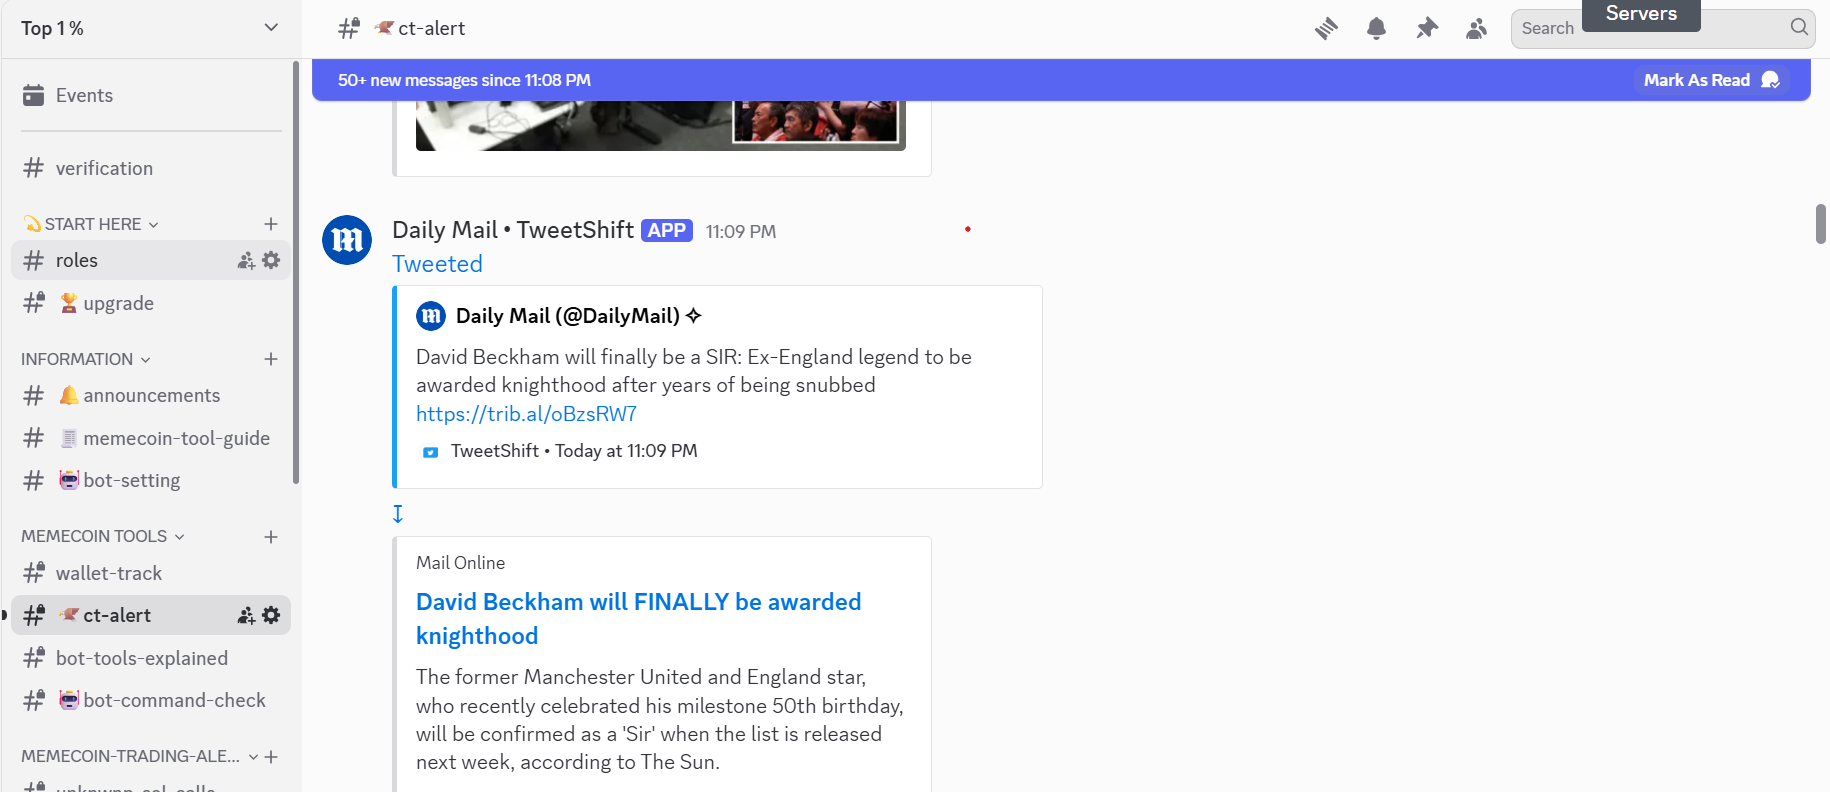 Top 1%
Events
verification
START HERE
roles
upgrade
INFORMATION
announcements
memecoin-tool-guide
bot-setting
MEMECOIN TOOLS
wallet-track
ct-alert
bot-tools-explained
bot-command-check
MEMECOIN-TRADING-ALE...
ct-alert
Search
Servers
50+ new messages since 11:08 PM
Mark As Read
Daily Mail • TweetShift APP 11:09 PM
Tweeted
Daily Mail (@DailyMail) ✧
David Beckham will finally be a SIR: Ex-England legend to be
awarded knighthood after years of being snubbed
https://trib.al/oBzsRW7
TweetShift • Today at 11:09 PM
↧
Mail Online
David Beckham will FINALLY be awarded
knighthood
The former Manchester United and England star,
who recently celebrated his milestone 50th birthday,
will be confirmed as a 'Sir' when the list is released
next week, according to The Sun.